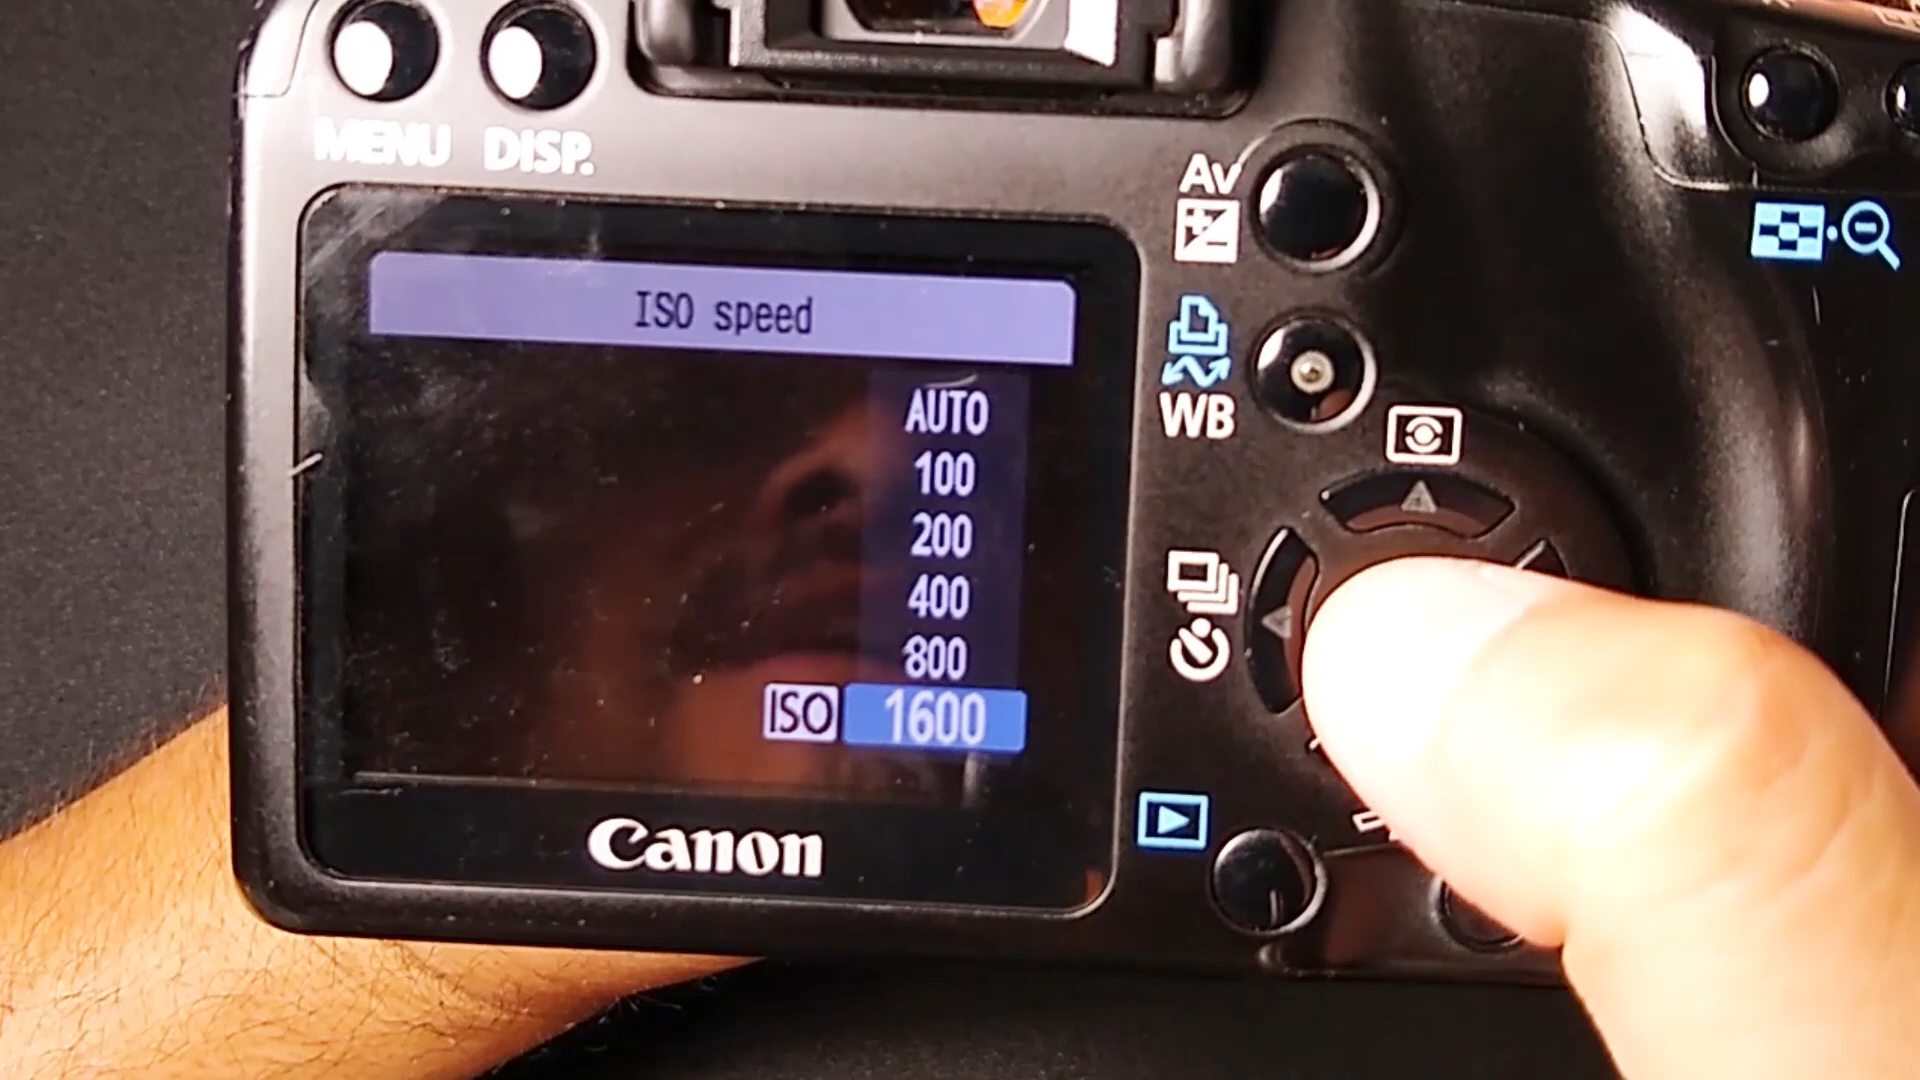 MENU DISP.
Av
ISO speed
AUTO
100
200
400
800
ISO 1600
WB
Canon